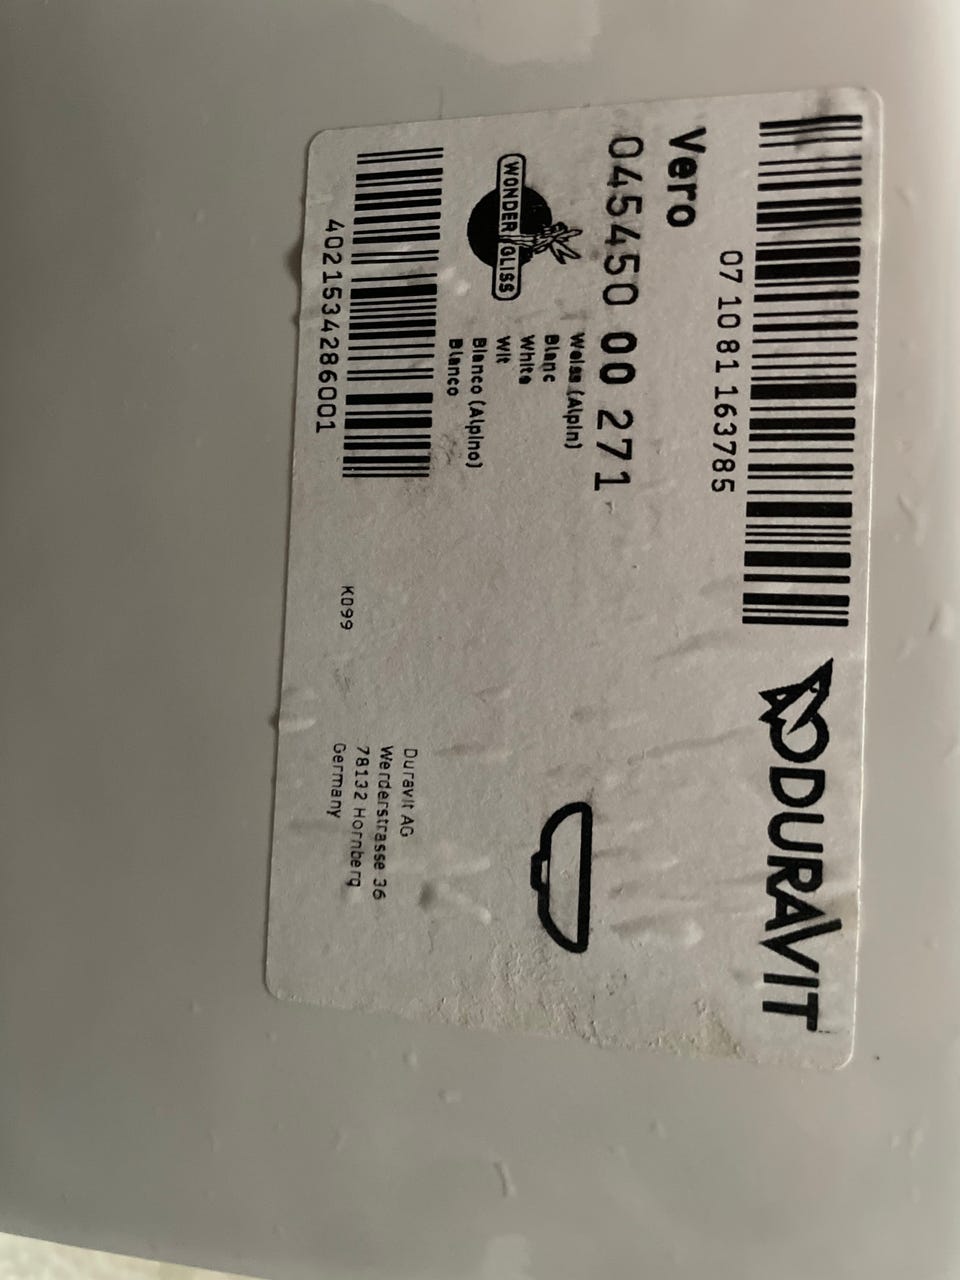 DURAVIT
07 10 81 163785
Vero
045450 00 271
WONDER GLISS
Weiss (Alpin)
Blanc
White
Wit
Blanco (Alpino)
Blanco
4021534286001
K099
Duravit AG
Werderstrasse 36
78132 Hornberg
Germany